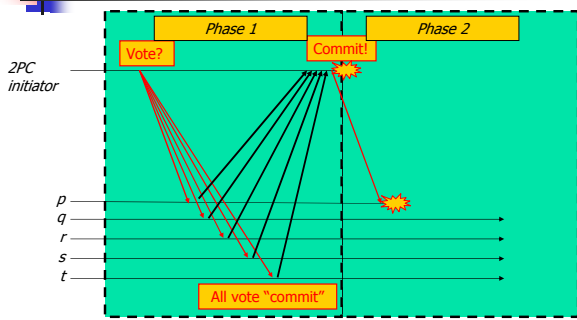 Phase 1
Phase 2
Vote?
Commit!
2PC
initiator
p
q
r
s
t
All vote “commit”